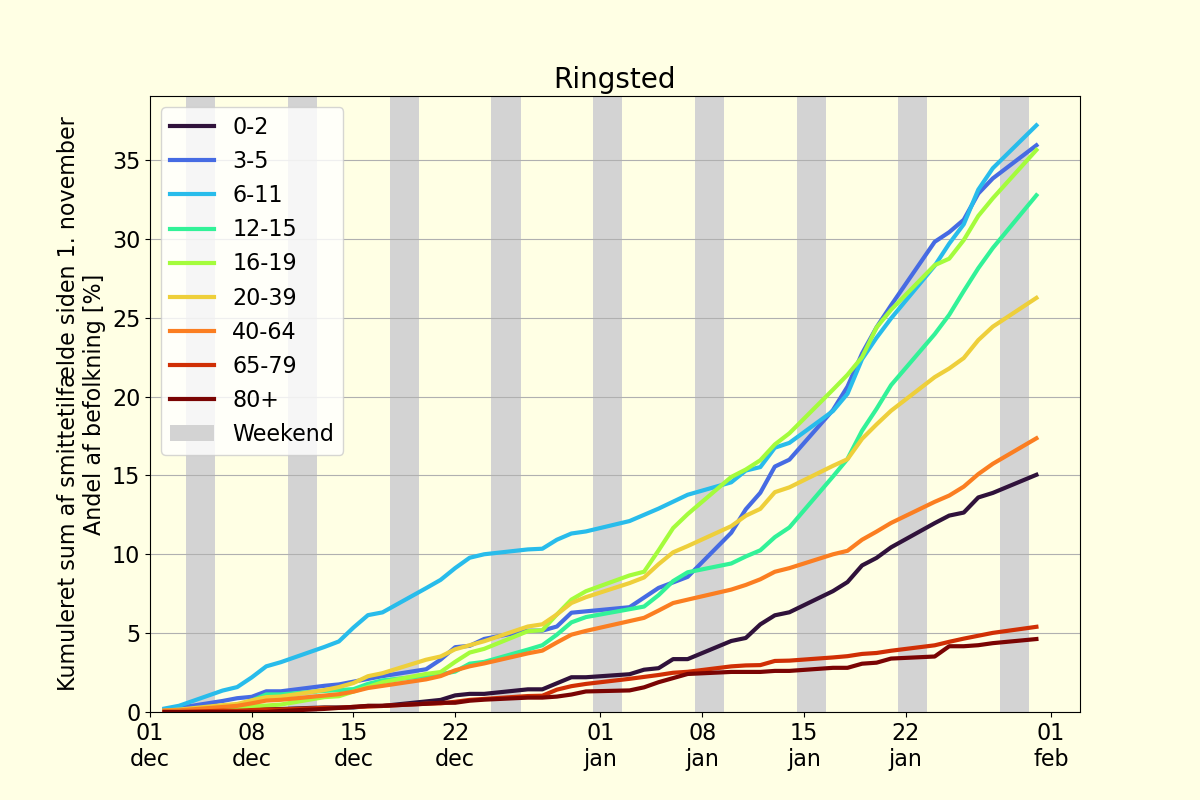 Ringsted
Kumuleret sum af smittetilfælde siden 1. november
Andel af befolkning [%]
0-2
3-5
6-11
12-15
16-19
20-39
40-64
65-79
80+
Weekend
35
30
25
20
15
10
5
0
01 08 15 22 01 08 15 22 01
dec dec dec dec jan jan jan jan feb